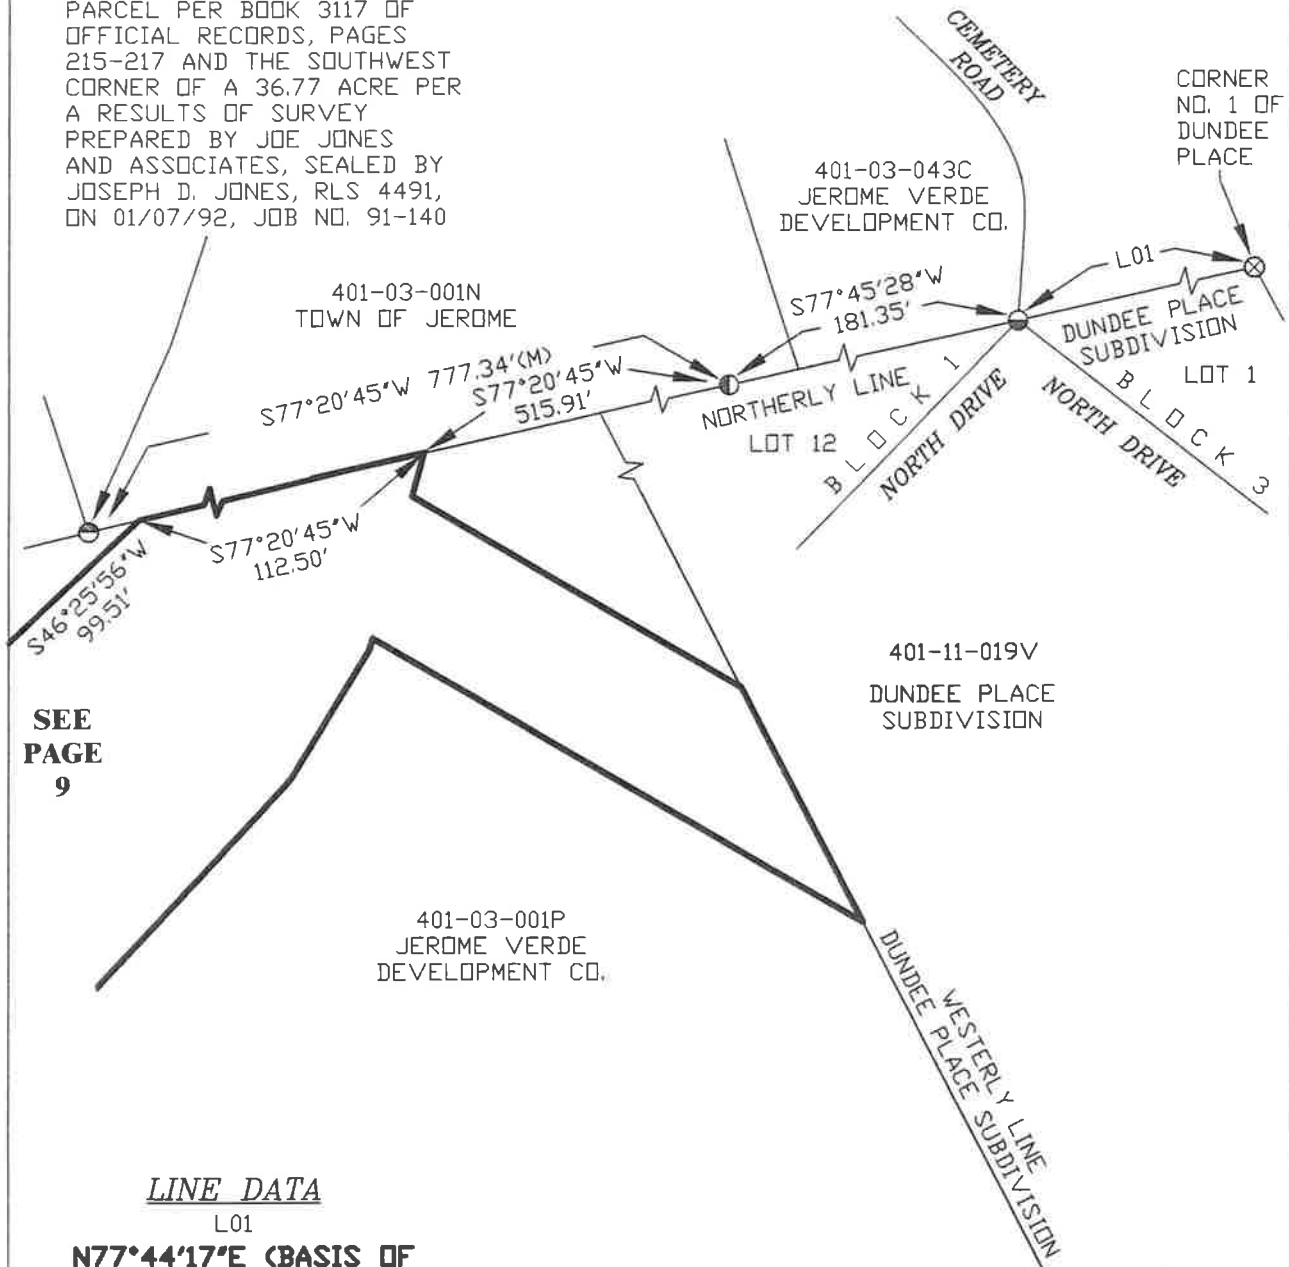 PARCEL PER BOOK 3117 OF
OFFICIAL RECORDS, PAGES
215-217 AND THE SOUTHWEST
CORNER OF A 36.77 ACRE PER
A RESULTS OF SURVEY
PREPARED BY JOE JONES
AND ASSOCIATES, SEALED BY
JOSEPH D. JONES, RLS 4491,
ON 01/07/92, JOB NO. 91-140
CEMETERY
ROAD
CORNER
NO. 1 OF
DUNDEE
PLACE
401-03-043C
JEROME VERDE
DEVELOPMENT CO.
L01
401-03-001N
TOWN OF JEROME
S77°45'28"W
181.35'
DUNDEE PLACE
SUBDIVISION
LOT 1
777.34'(M)
S77°20'45"W
S77°20'45"W
515.91'
NORTHERLY LINE
LOT 12
BLOCK 1
NORTH DRIVE
NORTH DRIVE
BLOCK 3
S77°20'45"W
112.50'
S46°25'56"W
99.51'
401-11-019V
DUNDEE PLACE
SUBDIVISION
SEE
PAGE
9
401-03-001P
JEROME VERDE
DEVELOPMENT CO.
WESTERLY LINE
DUNDEE PLACE SUBDIVISION
LINE DATA
L01
N77°44'17"E (BASIS OF